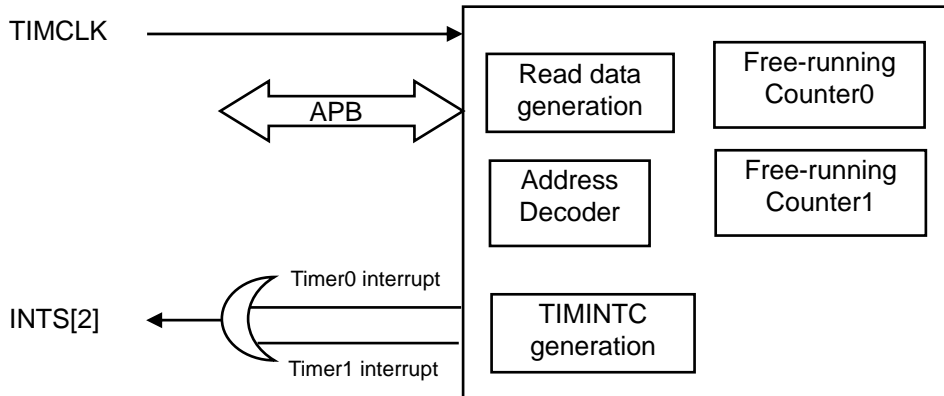 TIMCLK
APB
Read data
generation
Free-running
Counter0
Address
Decoder
Free-running
Counter1
Timer0 interrupt
INTS[2]
Timer1 interrupt
TIMINTC
generation